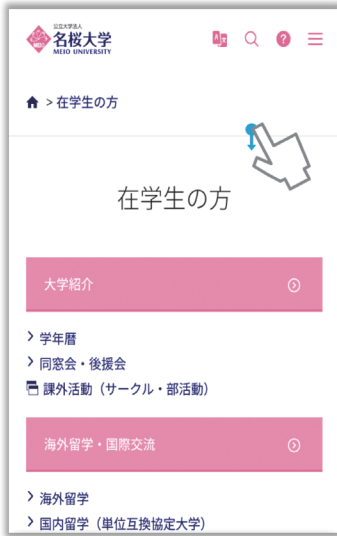 公立大学法人
名桜大学
MEIO UNIVERSITY
> 在学生の方
在学生の方
大学紹介
学年暦
同窓会・後援会
課外活動（サークル・部活動）
海外留学・国際交流
海外留学
国内留学（単位互換協定大学）